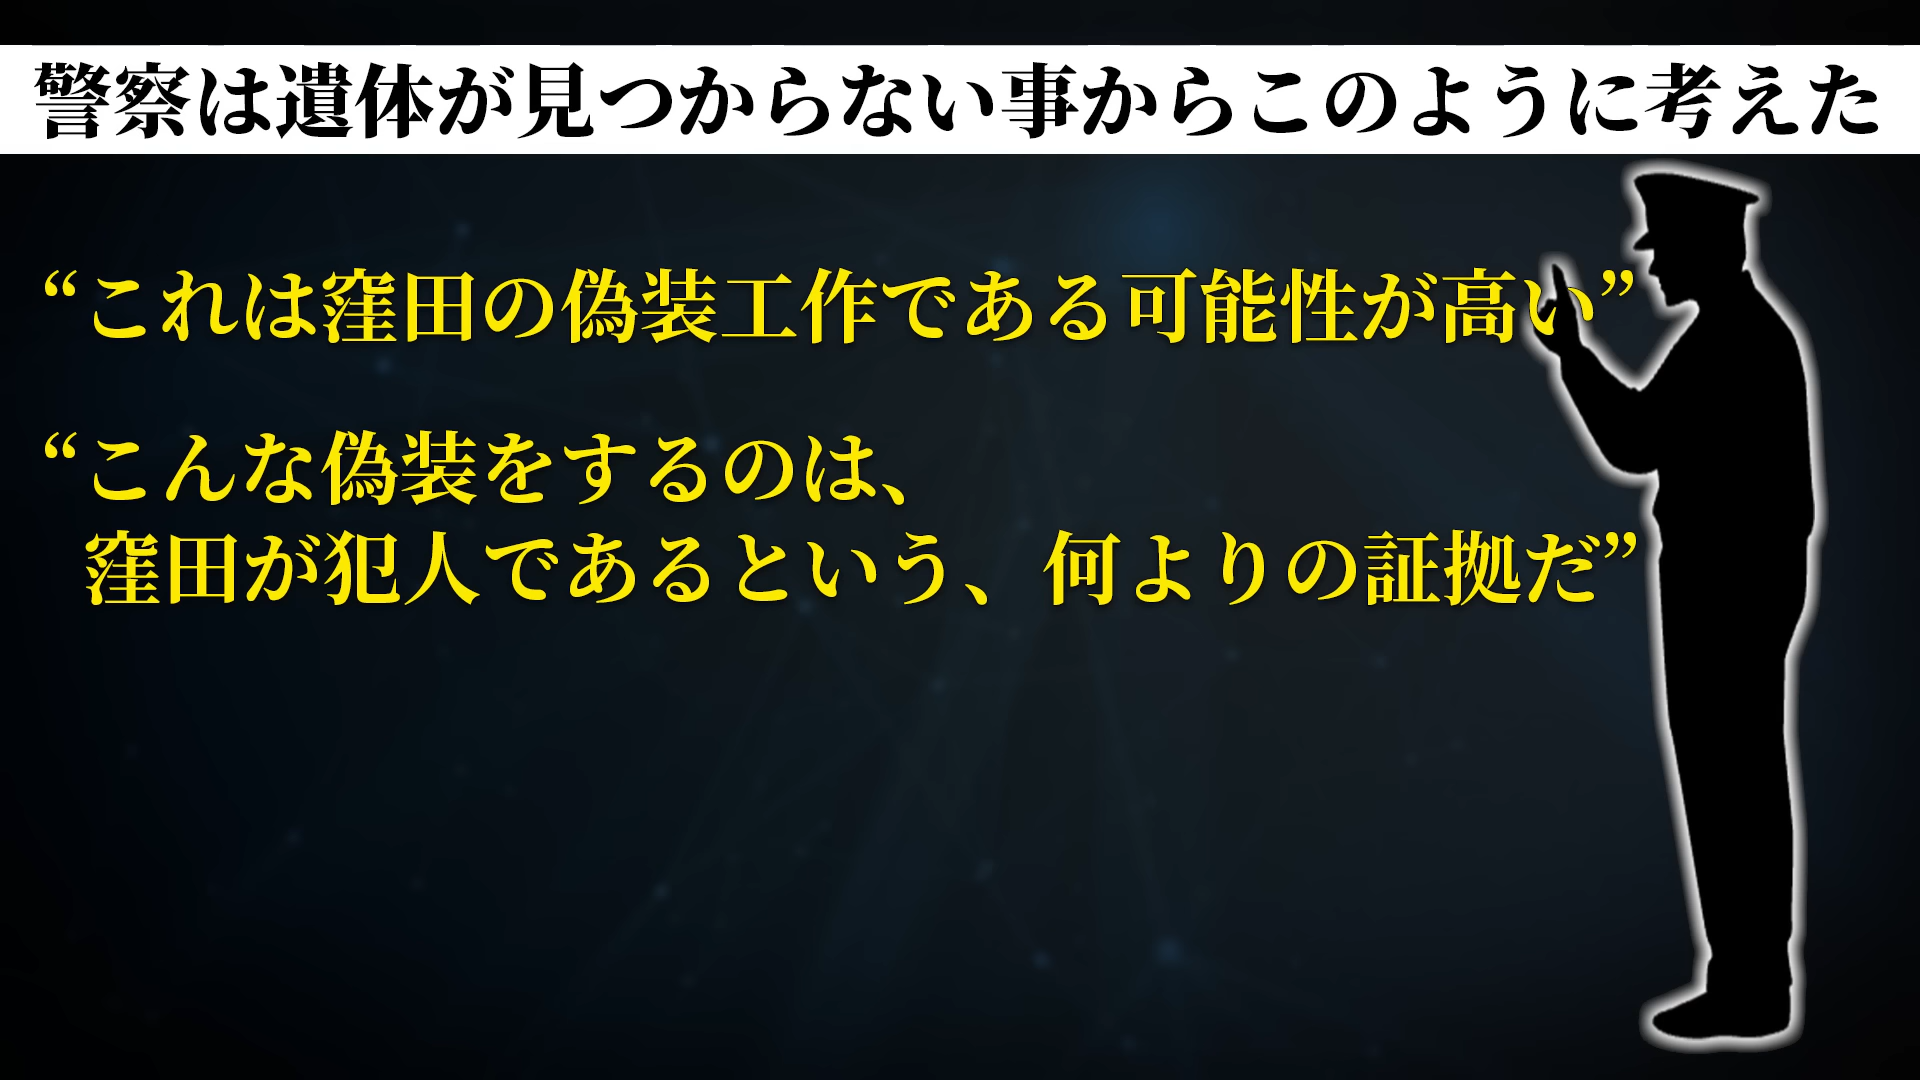 警察は遺体が見つからない事からこのように考えた
“これは窪田の偽装工作である可能性が高い”
“こんな偽装をするのは、
窪田が犯人であるという、何よりの証拠だ”